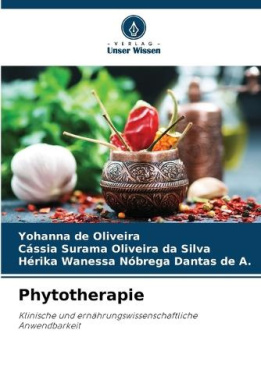 - VERLAG -
Unser Wissen
Yohanna de Oliveira
Cássia Surama Oliveira da Silva
Hérika Wanessa Nóbrega Dantas de A.
Phytotherapie
Klinische und ernährungswissenschaftliche
Anwendbarkeit